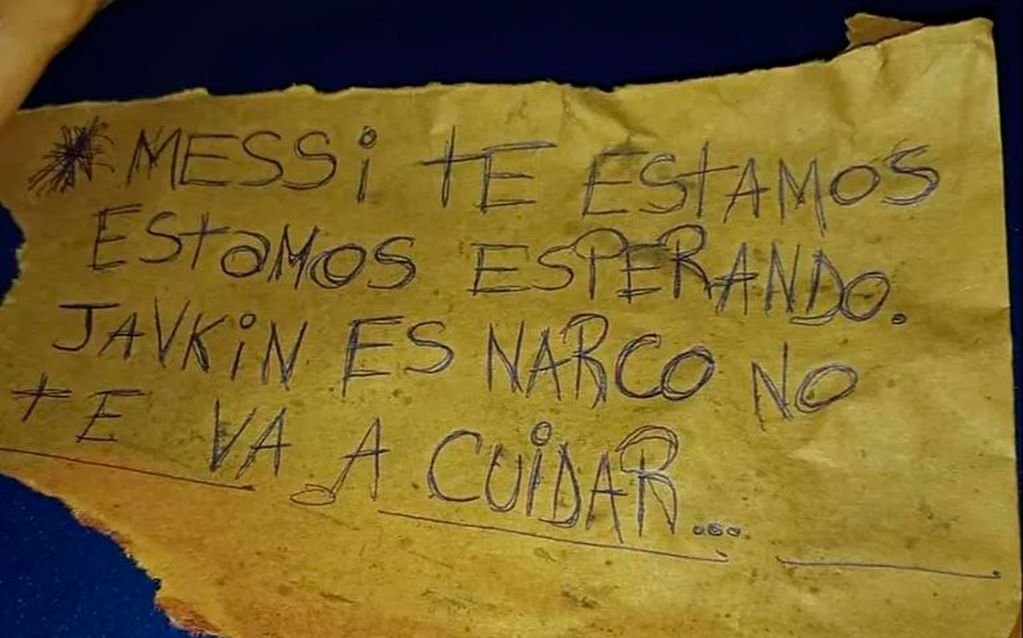 *MESSi tE EStAMOS
EStaMOS ESPERANDO.
JAVKiN ES NARCO NO
tE VA A CUiDAR...